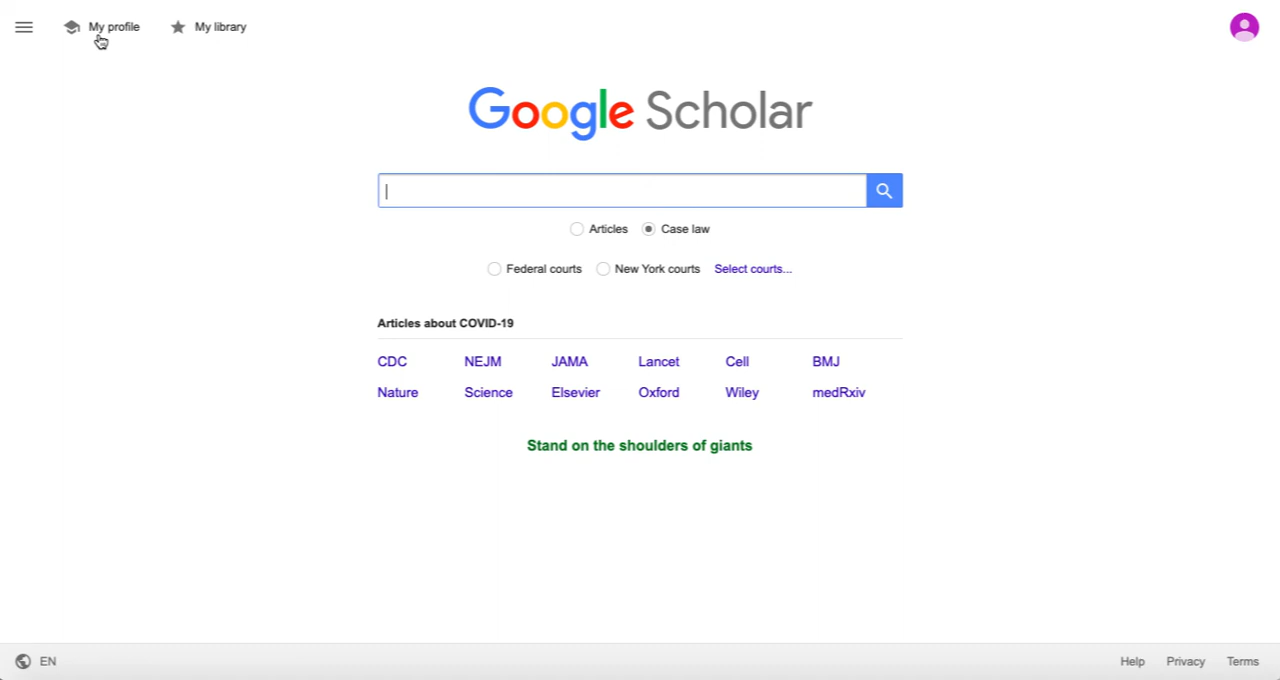 My profile My library
Google Scholar
Articles Case law
Federal courts New York courts Select courts...
Articles about COVID-19
CDC NEJM JAMA Lancet Cell BMJ
Nature Science Elsevier Oxford Wiley medRxiv
Stand on the shoulders of giants
EN Help Privacy Terms